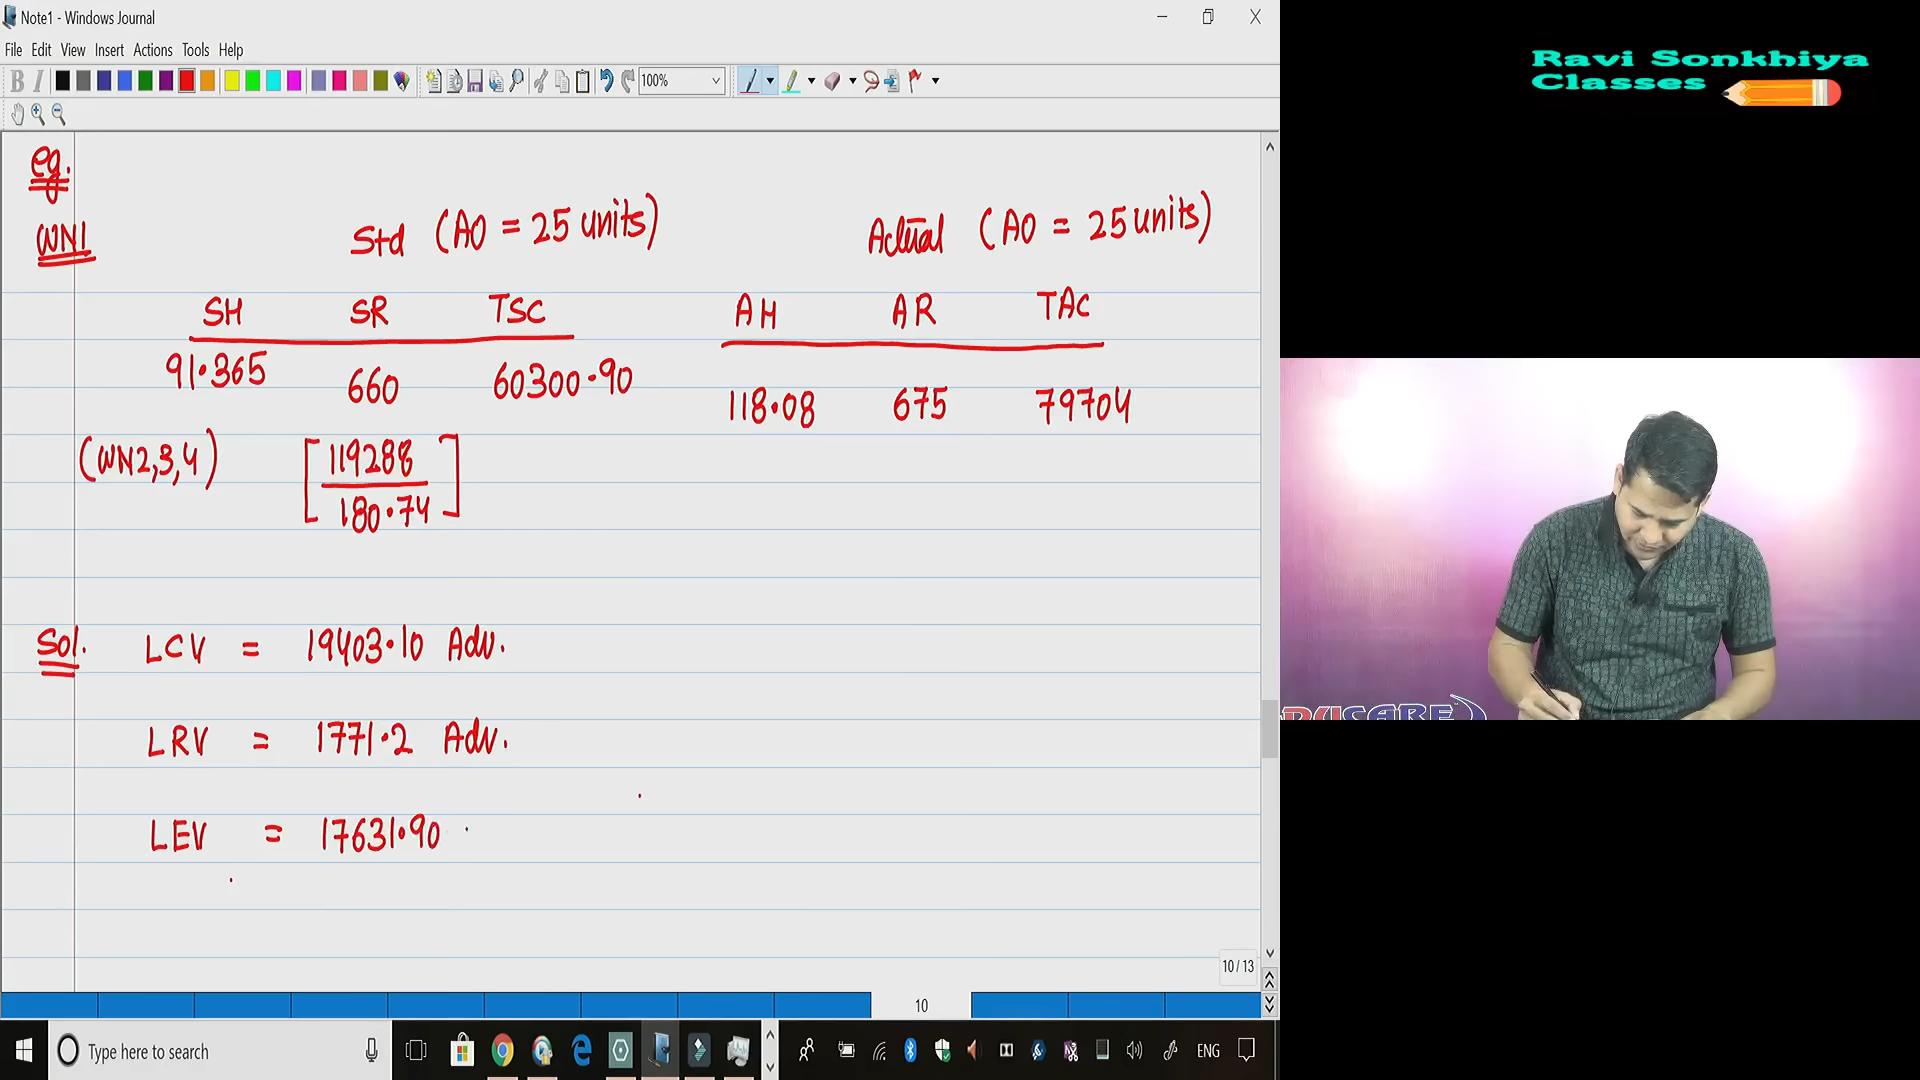 Note1 - Windows Journal
File Edit View Insert Actions Tools Help
B I 100%
Ravi Sonkhiya
Classes
eg.
WN1 Std (AO = 25 units) Actual (AO = 25 units)
SH SR TSC AH AR TAC
91.365 660 60300.90 118.08 675 79704
(WN2,3,4) [119288
180.74]
Sol. LCV = 19403.10 Adv.
LRV = 1771.2 Adv.
LEV = 17631.90
10 / 13
10
Type here to search
ENG